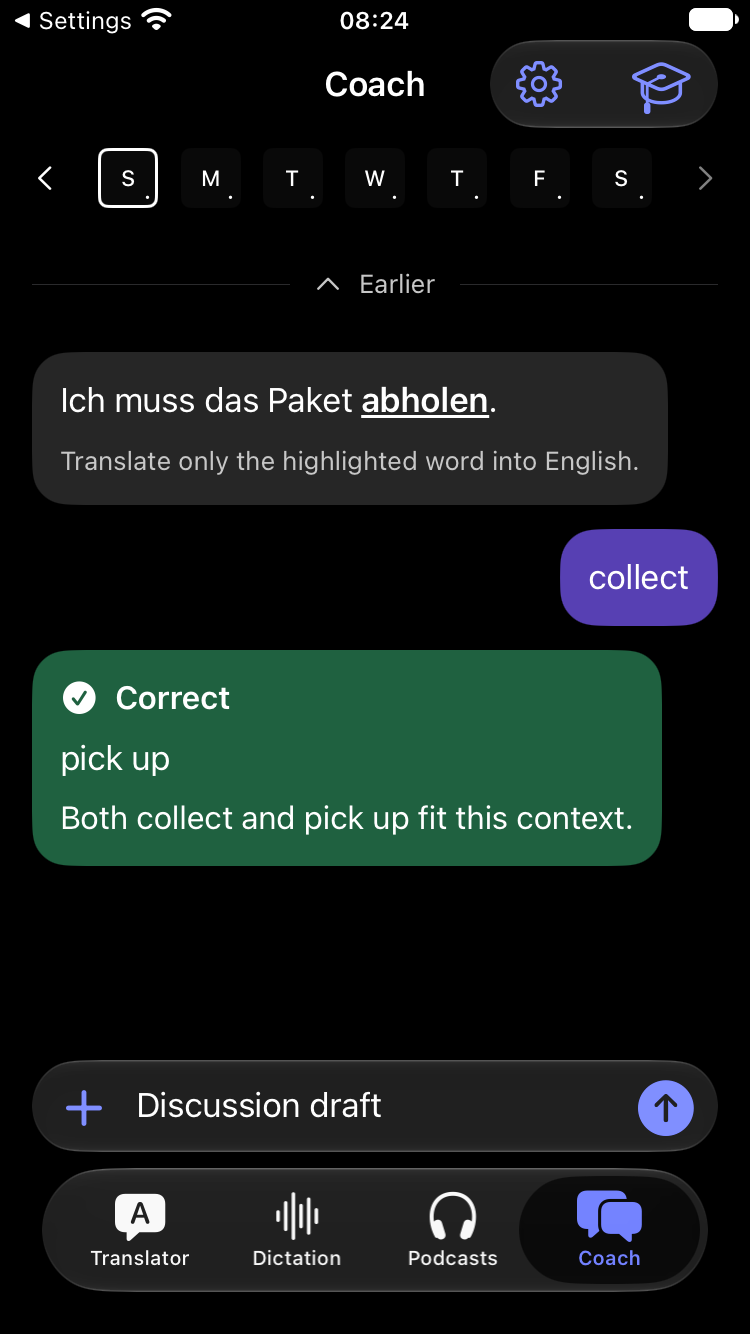 Settings
08:24
Coach
S
M
T
W
T
F
S
Earlier
Ich muss das Paket abholen.
Translate only the highlighted word into English.
collect
Correct
pick up
Both collect and pick up fit this context.
Discussion draft
A
Translator
Dictation
Podcasts
Coach